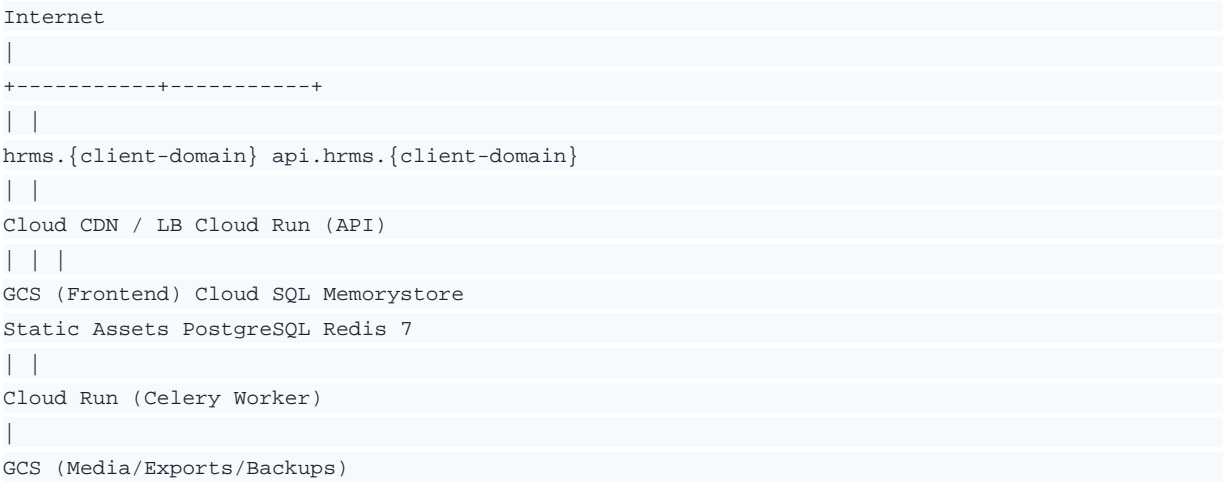 Internet
|
+-----------+-----------+
| |
hrms.{client-domain} api.hrms.{client-domain}
| |
Cloud CDN / LB Cloud Run (API)
| | |
GCS (Frontend) Cloud SQL Memorystore
Static Assets PostgreSQL Redis 7
| |
Cloud Run (Celery Worker)
|
GCS (Media/Exports/Backups)